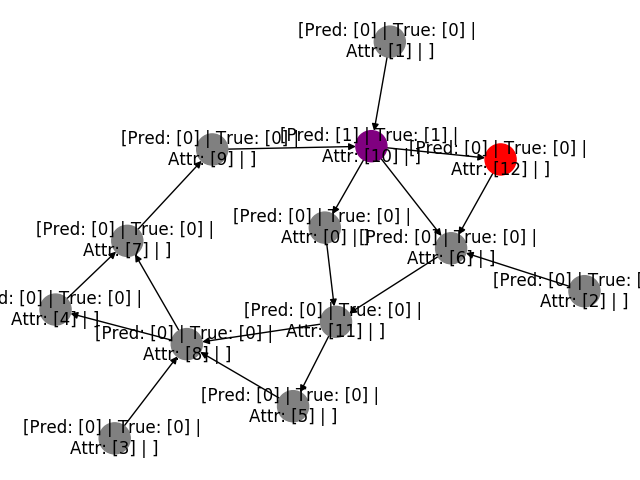 [Pred: [0] | True: [0] |
Attr: [1] | ]
[Pred: [0] | True: [0] |
Attr: [9] | ]
[Pred: [1] | True: [1] |
Attr: [10] | ]
[Pred: [0] | True: [0] |
Attr: [12] | ]
[Pred: [0] | True: [0] |
Attr: [0] | ]
[Pred: [0] | True: [0] |
Attr: [7] | ]
[Pred: [0] | True: [0] |
Attr: [6] | ]
[Pred: [0] | True: [
Attr: [2] | ]
d: [0] | True: [0] |
Attr: [4] | ]
[Pred: [0] | True: [0] |
Attr: [11] | ]
[Pred: [0] | True: [0] |
Attr: [8] | ]
[Pred: [0] | True: [0] |
Attr: [5] | ]
[Pred: [0] | True: [0] |
Attr: [3] | ]